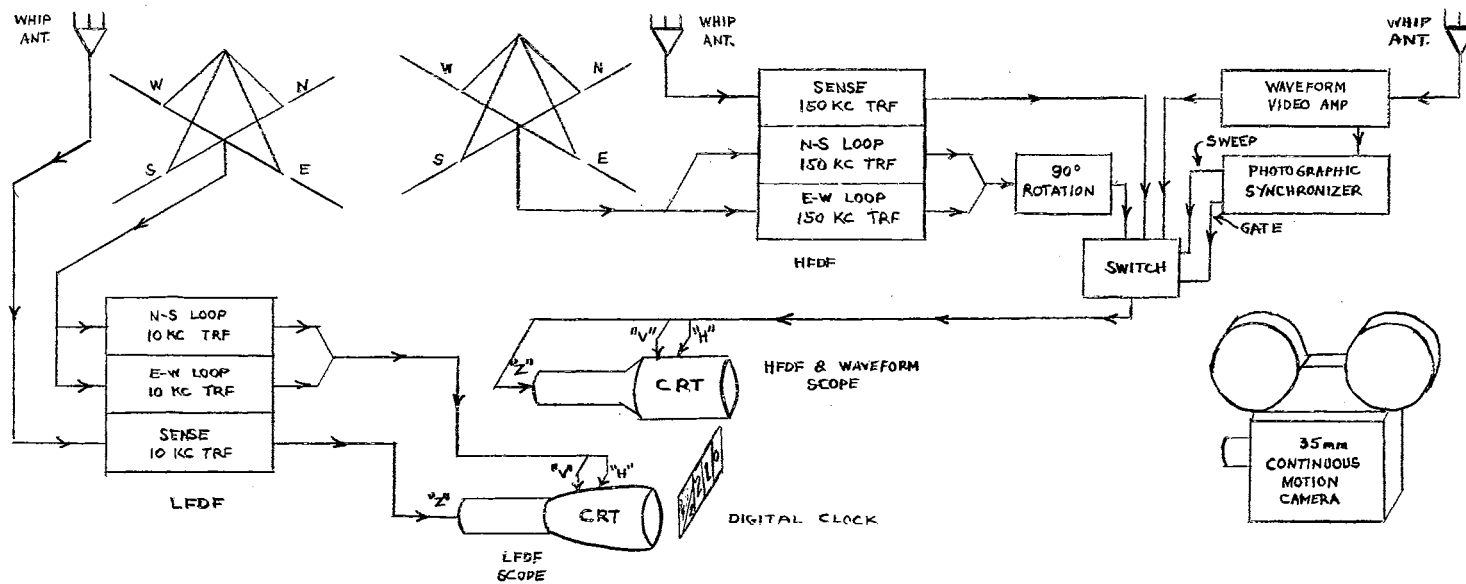 WHIP
ANT.
W
N
S
E
W
N
S
E
WHIP
ANT.
WHIP
ANT.
SENSE
150 KC TRF
N-S LOOP
150 KC TRF
E-W LOOP
150 KC TRF
HFDF
90°
ROTATION
WAVEFORM
VIDEO AMP
SWEEP
PHOTOGRAPHIC
SYNCHRONIZER
GATE
SWITCH
N-S LOOP
10 KC TRF
E-W LOOP
10 KC TRF
SENSE
10 KC TRF
LFDF
"V"
"H"
"Z"
CRT
HFDF & WAVEFORM
SCOPE
"V"
"H"
"Z"
CRT
LFDF
SCOPE
DIGITAL CLOCK
35mm
CONTINUOUS
MOTION
CAMERA